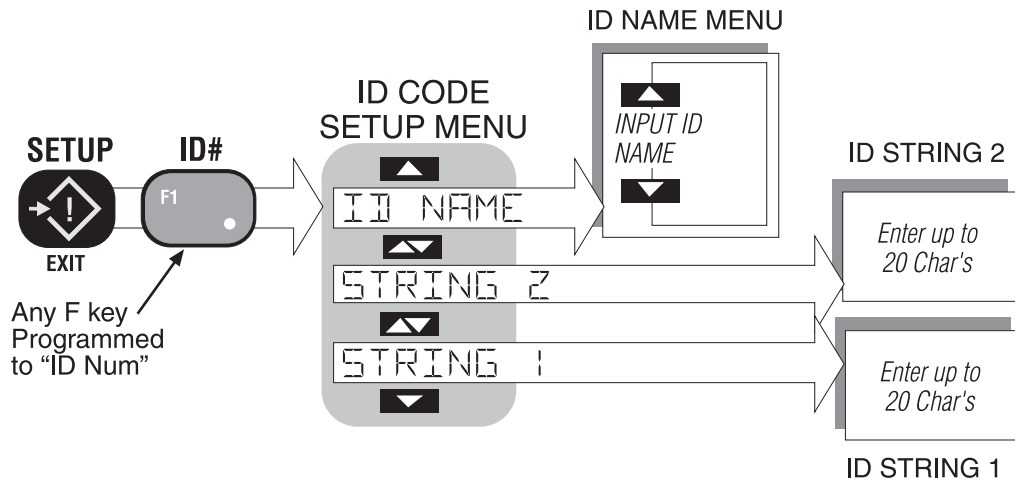 ID NAME MENU
ID CODE
SETUP MENU
INPUT ID
NAME
SETUP
ID#
ID STRING 2
F1
ID NAME
Enter up to
20 Char's
EXIT
STRING 2
Any F key
Programmed
to “ID Num”
STRING 1
Enter up to
20 Char's
ID STRING 1